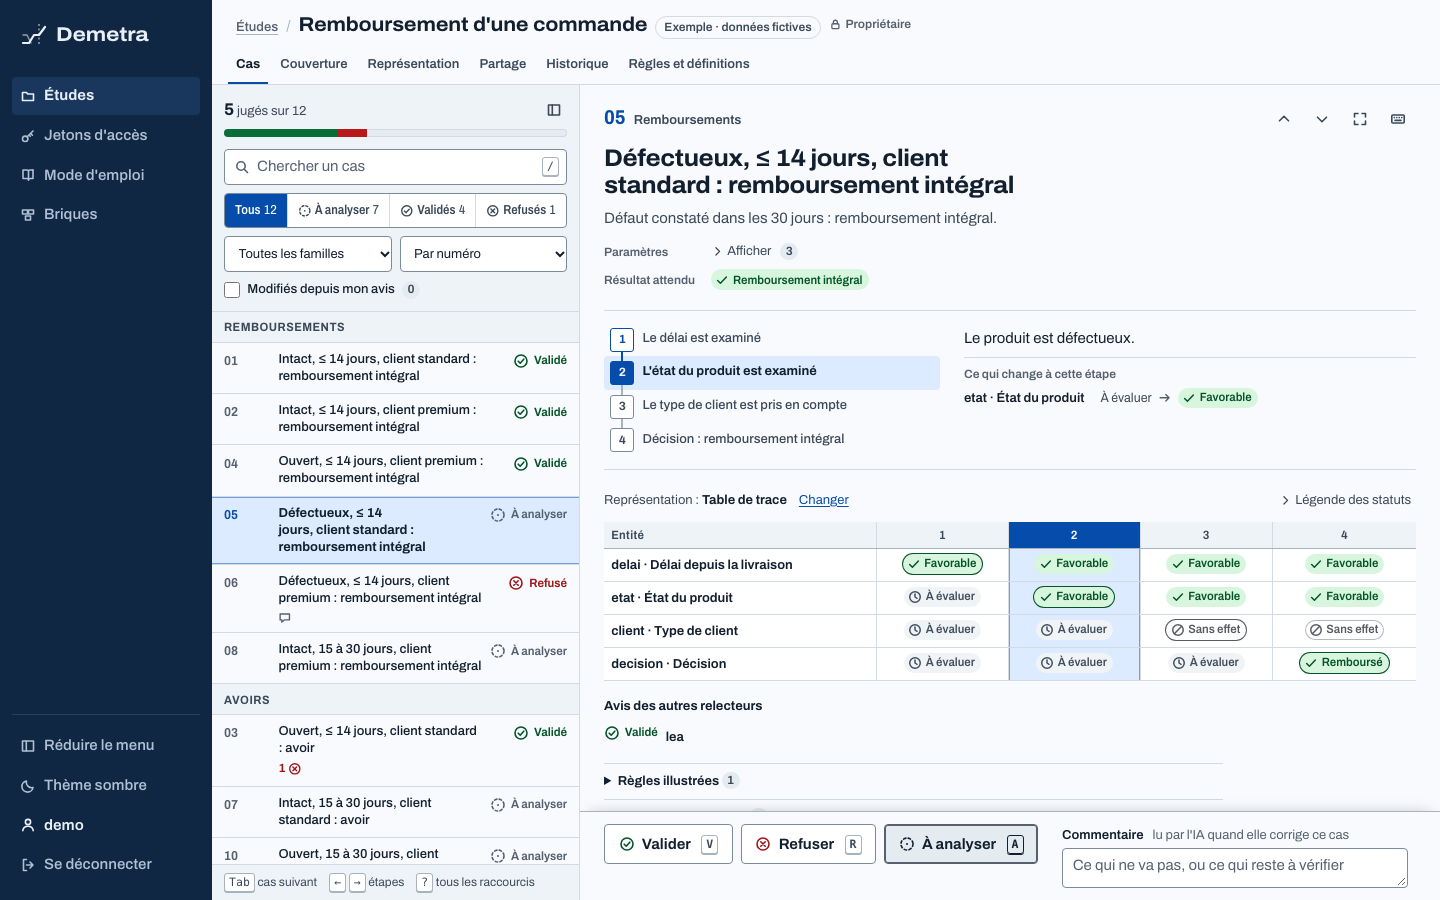 Demetra
Études
Jetons d'accès
Mode d'emploi
Briques
Réduire le menu
Thème sombre
demo
Se déconnecter
Études / Remboursement d'une commande Exemple · données fictives Propriétaire
Cas Couverture Représentation Partage Historique Règles et définitions
5 jugés sur 12
Chercher un cas /
Tous 12 À analyser 7 Validés 4 Refusés 1
Toutes les familles Par numéro
Modifiés depuis mon avis 0
REMBOURSEMENTS
01 Intact, ≤ 14 jours, client standard : Validé
remboursement intégral
02 Intact, ≤ 14 jours, client premium : Validé
remboursement intégral
04 Ouvert, ≤ 14 jours, client premium : Validé
remboursement intégral
05 Défectueux, ≤ 14 À analyser
jours, client standard :
remboursement intégral
06 Défectueux, ≤ 14 jours, client Refusé
premium : remboursement intégral
08 Intact, 15 à 30 jours, client À analyser
premium : remboursement intégral
AVOIRS
03 Ouvert, ≤ 14 jours, client standard Validé
: avoir
1
07 Intact, 15 à 30 jours, client À analyser
standard : avoir
10 Ouvert, 15 à 30 jours, client À analyser
Tab cas suivant ← → étapes ? tous les raccourcis
05 Remboursements
Défectueux, ≤ 14 jours, client
standard : remboursement intégral
Défaut constaté dans les 30 jours : remboursement intégral.
Paramètres Afficher 3
Résultat attendu Remboursement intégral
1 Le délai est examiné
2 L'état du produit est examiné
3 Le type de client est pris en compte
4 Décision : remboursement intégral
Le produit est défectueux.
Ce qui change à cette étape
etat · État du produit À évaluer → Favorable
Représentation : Table de trace Changer Légende des statuts
Entité 1 2 3 4
delai · Délai depuis la livraison Favorable Favorable Favorable Favorable
etat · État du produit À évaluer Favorable Favorable Favorable
client · Type de client À évaluer À évaluer Sans effet Sans effet
decision · Décision À évaluer À évaluer À évaluer Remboursé
Avis des autres relecteurs
Validé lea
Règles illustrées 1
Valider V Refuser R À analyser A
Commentaire lu par l'IA quand elle corrige ce cas
Ce qui ne va pas, ou ce qui reste à vérifier